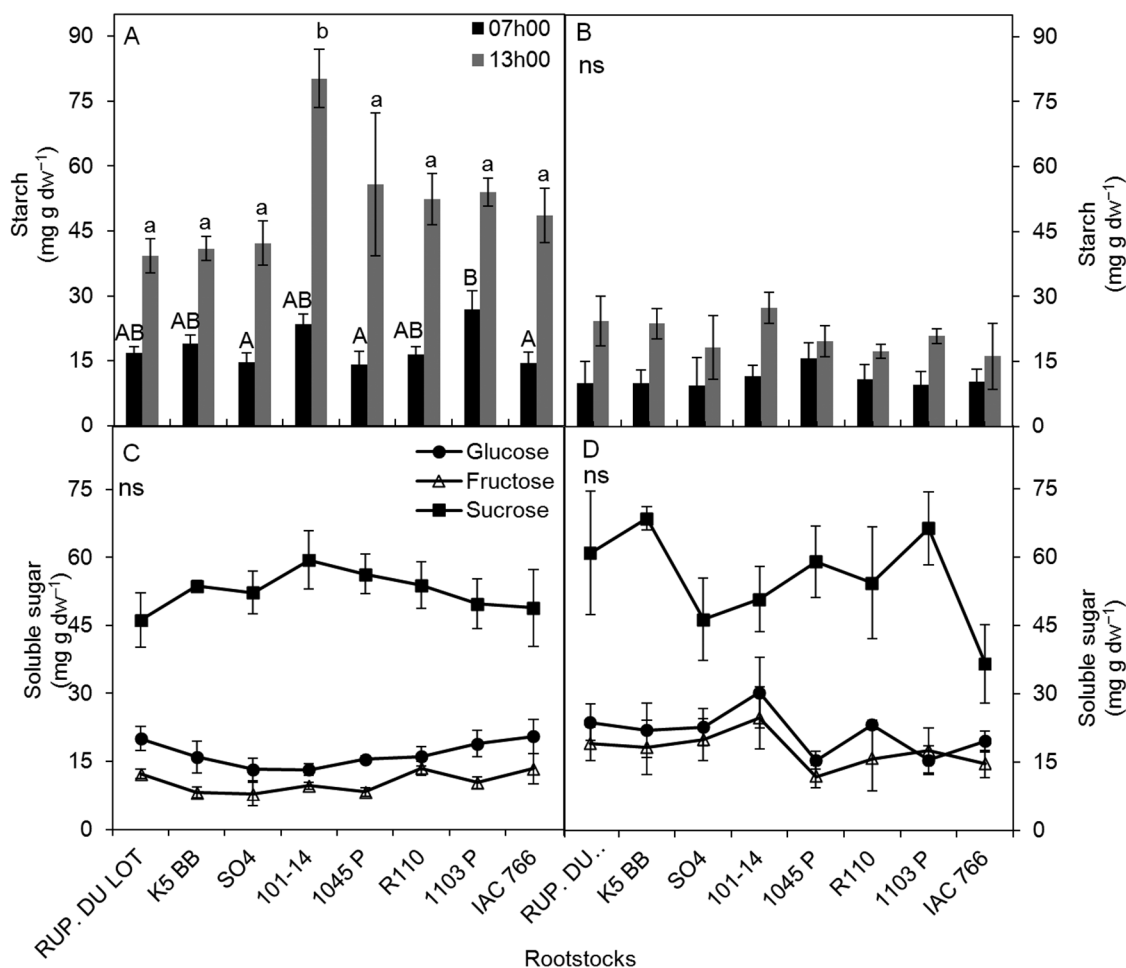 A
07h00
13h00
Starch
(mg g dw⁻¹)
90
75
60
45
30
15
0
a
a
a
b
a
a
a
a
AB
AB
A
AB
A
AB
B
A
B
ns
90
75
60
45
30
15
0
Starch
(mg g dw⁻¹)
C
ns
Glucose
Fructose
Sucrose
Soluble sugar
(mg g dw⁻¹)
75
60
45
30
15
0
D
ns
75
60
45
30
15
0
Soluble sugar
(mg g dw⁻¹)
RUP. DU LOT
K5 BB
SO4
101-14
1045 P
R110
1103 P
IAC 766
RUP. DU..
K5 BB
SO4
101-14
1045 P
R110
1103 P
IAC 766
Rootstocks